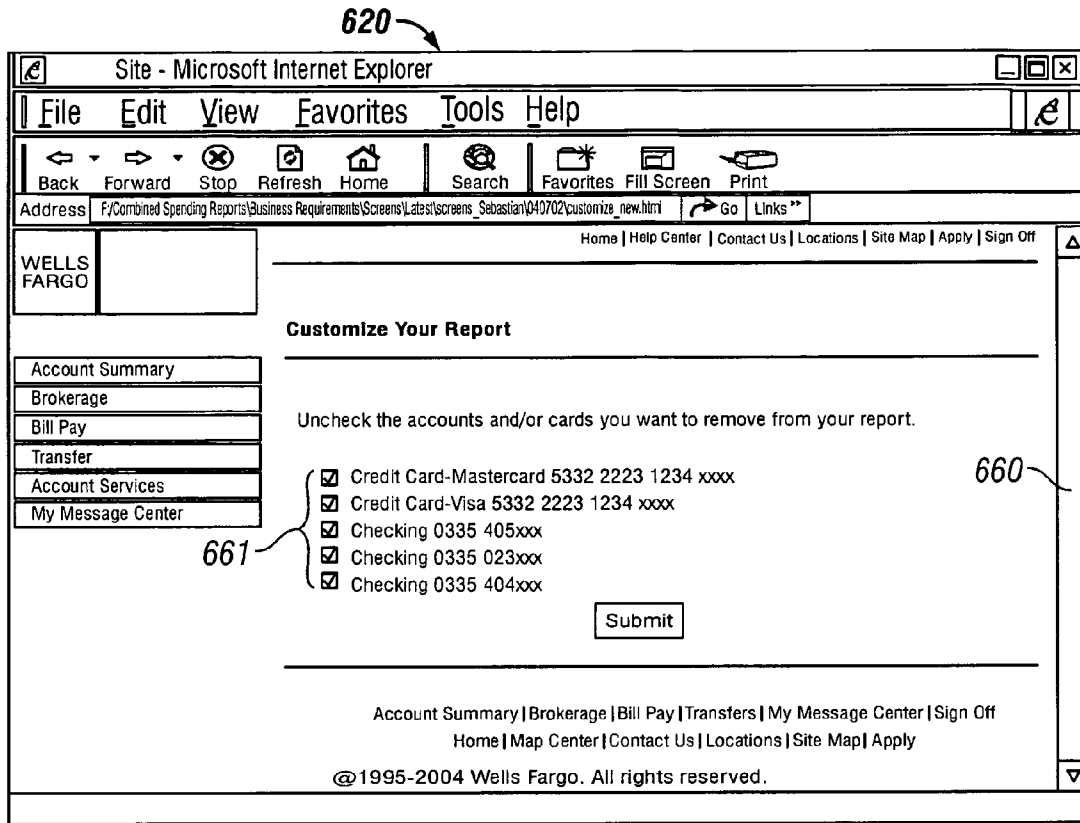 620
Site - Microsoft Internet Explorer
File Edit View Favorites Tools Help
Back Forward Stop Refresh Home Search Favorites Fill Screen Print
Address F:/Combined Spending Reports\Business Requirements\Screens\Latest\screens_Sebastian\040702\customize_new.html Go Links »
Home | Help Center | Contact Us | Locations | Site Map | Apply | Sign Off
WELLS
FARGO
Customize Your Report
Account Summary
Brokerage
Bill Pay
Transfer
Account Services
My Message Center
Uncheck the accounts and/or cards you want to remove from your report.
Credit Card-Mastercard 5332 2223 1234 xxxx
Credit Card-Visa 5332 2223 1234 xxxx
Checking 0335 405xxx
Checking 0335 023xxx
Checking 0335 404xxx
660
661
Submit
Account Summary | Brokerage | Bill Pay | Transfers | My Message Center | Sign Off
Home | Map Center | Contact Us | Locations | Site Map | Apply
@1995-2004 Wells Fargo. All rights reserved.